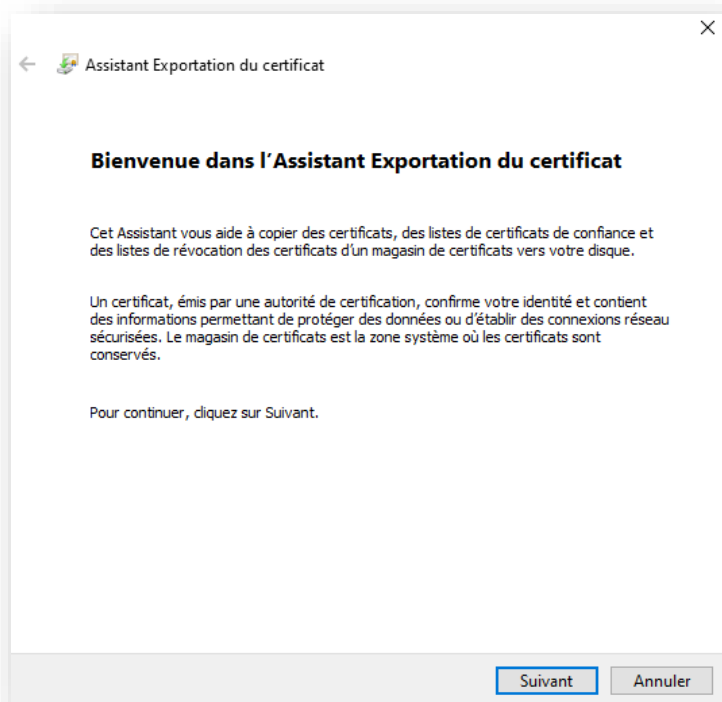 Assistant Exportation du certificat
Bienvenue dans l'Assistant Exportation du certificat
Cet Assistant vous aide à copier des certificats, des listes de certificats de confiance et
des listes de révocation des certificats d'un magasin de certificats vers votre disque.
Un certificat, émis par une autorité de certification, confirme votre identité et contient
des informations permettant de protéger des données ou d'établir des connexions réseau
sécurisées. Le magasin de certificats est la zone système où les certificats sont
conservés.
Pour continuer, cliquez sur Suivant.
Suivant
Annuler